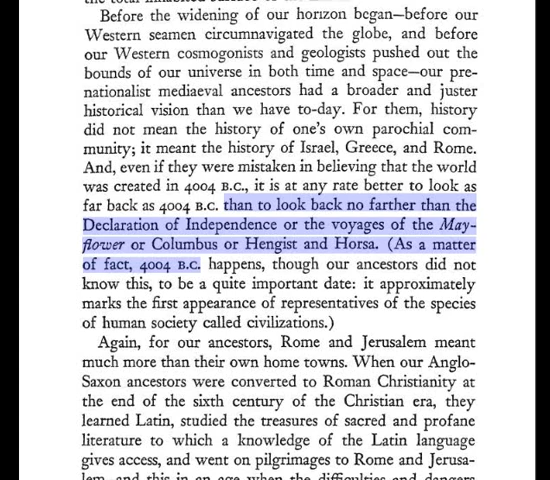 the total inhabited surface of the
Before the widening of our horizon began—before our
Western seamen circumnavigated the globe, and before
our Western cosmogonists and geologists pushed out the
bounds of our universe in both time and space—our pre-
nationalist mediaeval ancestors had a broader and juster
historical vision than we have to-day. For them, history
did not mean the history of one's own parochial com-
munity; it meant the history of Israel, Greece, and Rome.
And, even if they were mistaken in believing that the world
was created in 4004 B.C., it is at any rate better to look as
far back as 4004 B.C. than to look back no farther than the
Declaration of Independence or the voyages of the May-
flower or Columbus or Hengist and Horsa. (As a matter
of fact, 4004 B.C. happens, though our ancestors did not
know this, to be a quite important date: it approximately
marks the first appearance of representatives of the species
of human society called civilizations.)
Again, for our ancestors, Rome and Jerusalem meant
much more than their own home towns. When our Anglo-
Saxon ancestors were converted to Roman Christianity at
the end of the sixth century of the Christian era, they
learned Latin, studied the treasures of sacred and profane
literature to which a knowledge of the Latin language
gives access, and went on pilgrimages to Rome and Jerusa-
lem, and this in an age when the difficulties and dangers